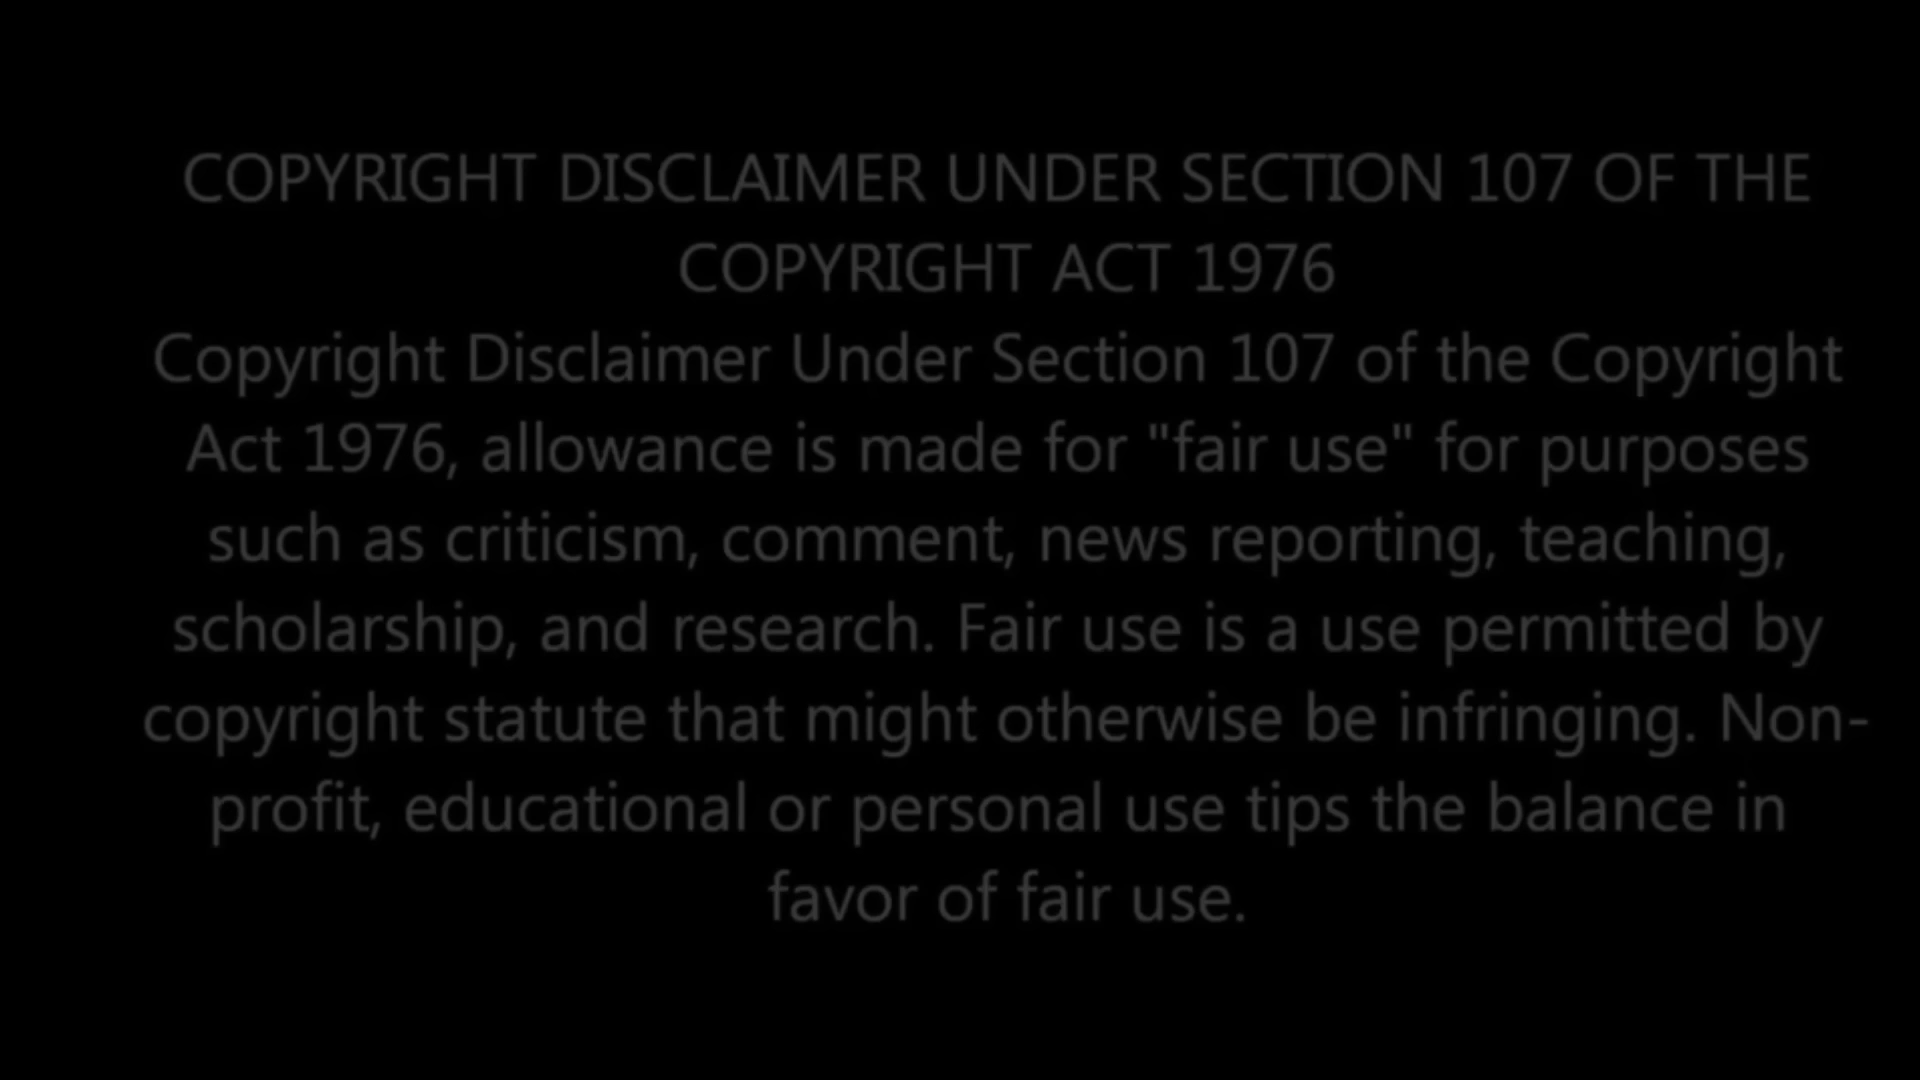 COPYRIGHT DISCLAIMER UNDER SECTION 107 OF THE
COPYRIGHT ACT 1976
Copyright Disclaimer Under Section 107 of the Copyright
Act 1976, allowance is made for "fair use" for purposes
such as criticism, comment, news reporting, teaching,
scholarship, and research. Fair use is a use permitted by
copyright statute that might otherwise be infringing. Non-
profit, educational or personal use tips the balance in
favor of fair use.